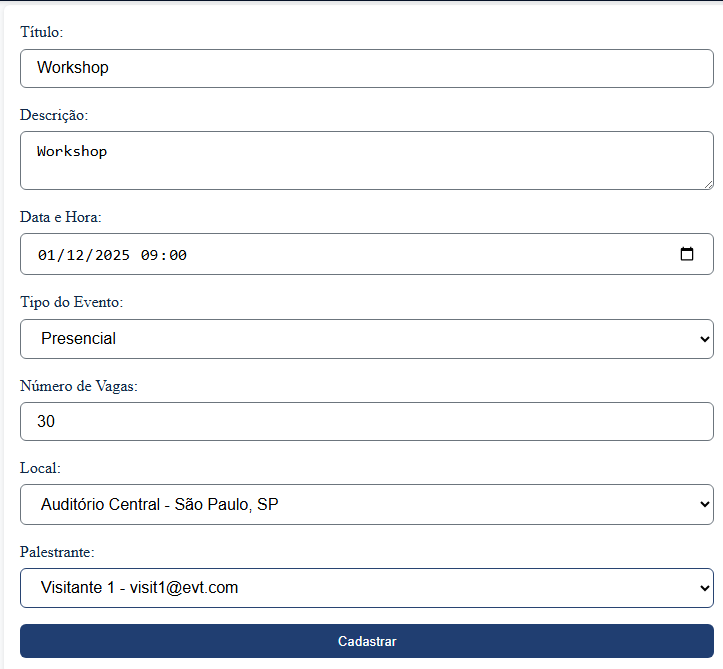 Título:
Workshop
Descrição:
Workshop
Data e Hora:
01/12/2025 09:00
Tipo do Evento:
Presencial
Número de Vagas:
30
Local:
Auditório Central - São Paulo, SP
Palestrante:
Visitante 1 - visit1@evt.com
Cadastrar